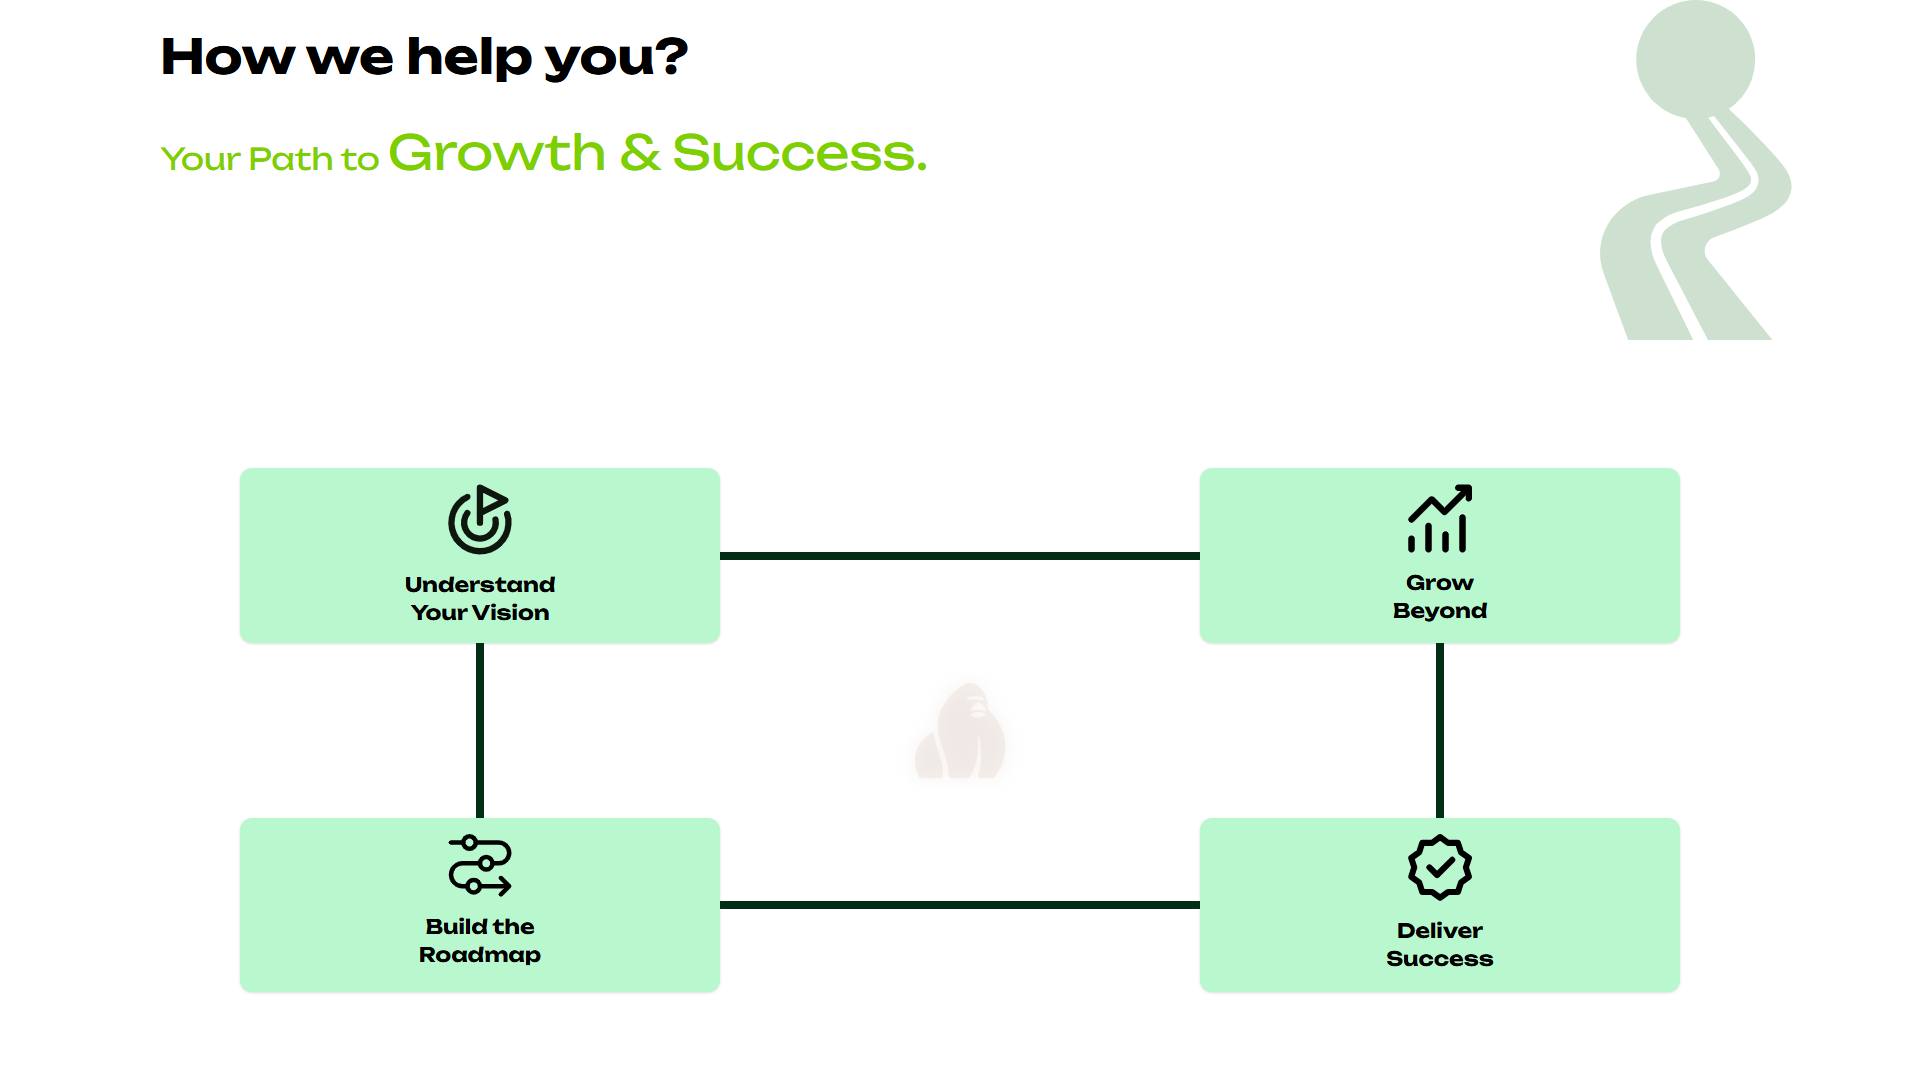 How we help you?
Your Path to Growth & Success.
Understand
Your Vision
Grow
Beyond
Build the
Roadmap
Deliver
Success